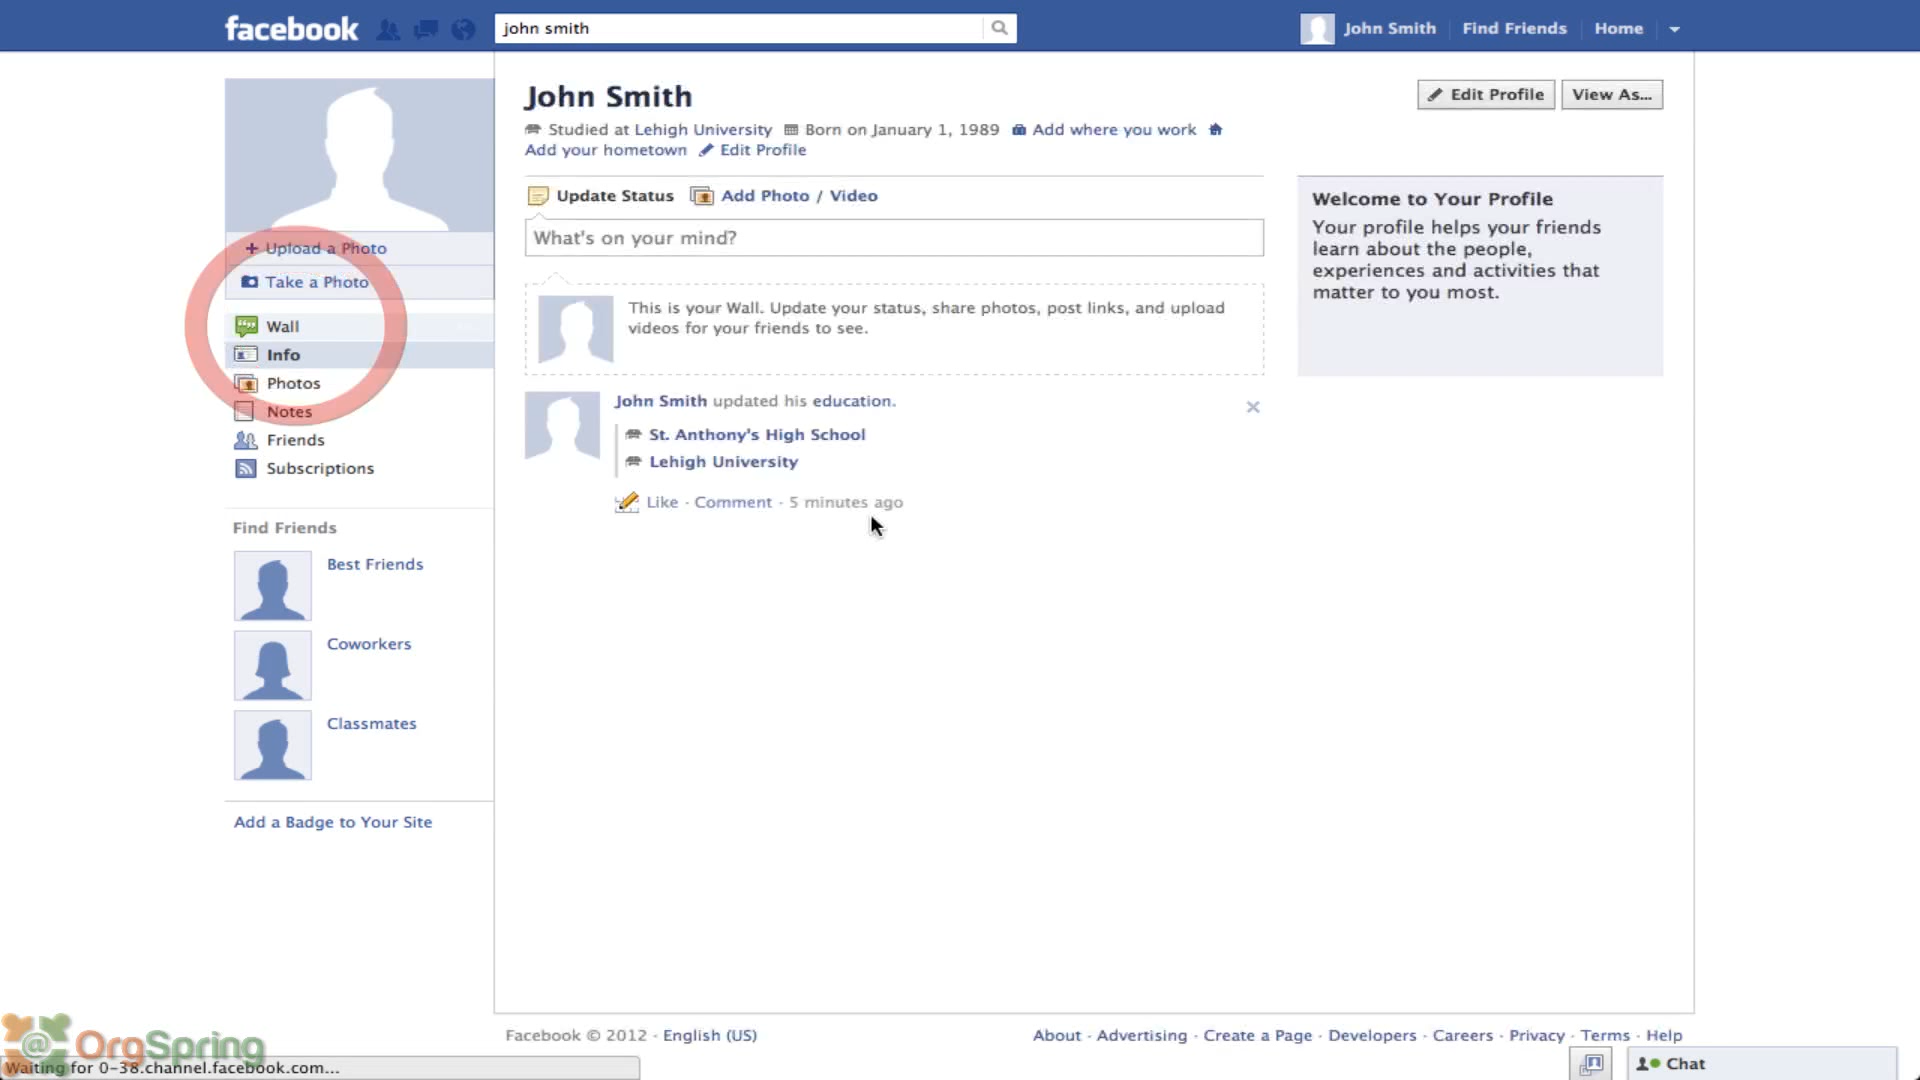 facebook
john smith
John Smith
Find Friends
Home
John Smith
Edit Profile
View As...
Studied at Lehigh University Born on January 1, 1989 Add where you work
Add your hometown Edit Profile
Upload a Photo
Take a Photo
Wall
Info
Photos
Notes
Friends
Subscriptions
Find Friends
Best Friends
Coworkers
Classmates
Add a Badge to Your Site
Update Status Add Photo / Video
What's on your mind?
This is your Wall. Update your status, share photos, post links, and upload
videos for your friends to see.
John Smith updated his education.
St. Anthony's High School
Lehigh University
Like · Comment · 5 minutes ago
Welcome to Your Profile
Your profile helps your friends
learn about the people,
experiences and activities that
matter to you most.
Facebook © 2012 · English (US)
About · Advertising · Create a Page · Developers · Careers · Privacy · Terms · Help
OrgSpring
Waiting for 0-38.channel.facebook.com...
Chat